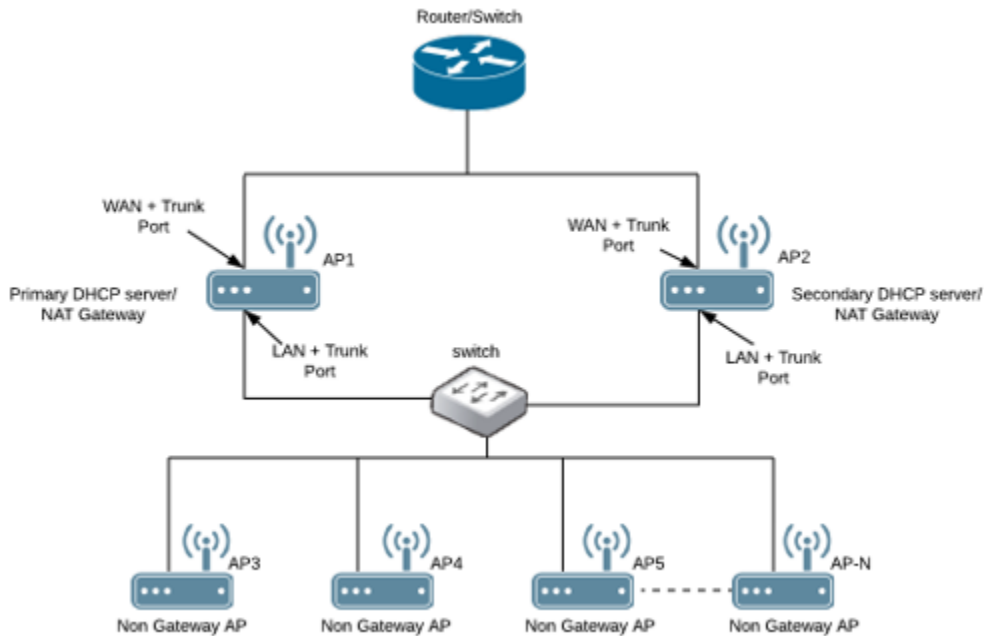 Router/Switch
WAN + Trunk
Port
AP1
Primary DHCP server/
NAT Gateway
LAN + Trunk
Port
WAN + Trunk
Port
AP2
Secondary DHCP server/
NAT Gateway
LAN + Trunk
Port
switch
AP3
Non Gateway AP
AP4
Non Gateway AP
AP5
Non Gateway AP
AP-N
Non Gateway AP